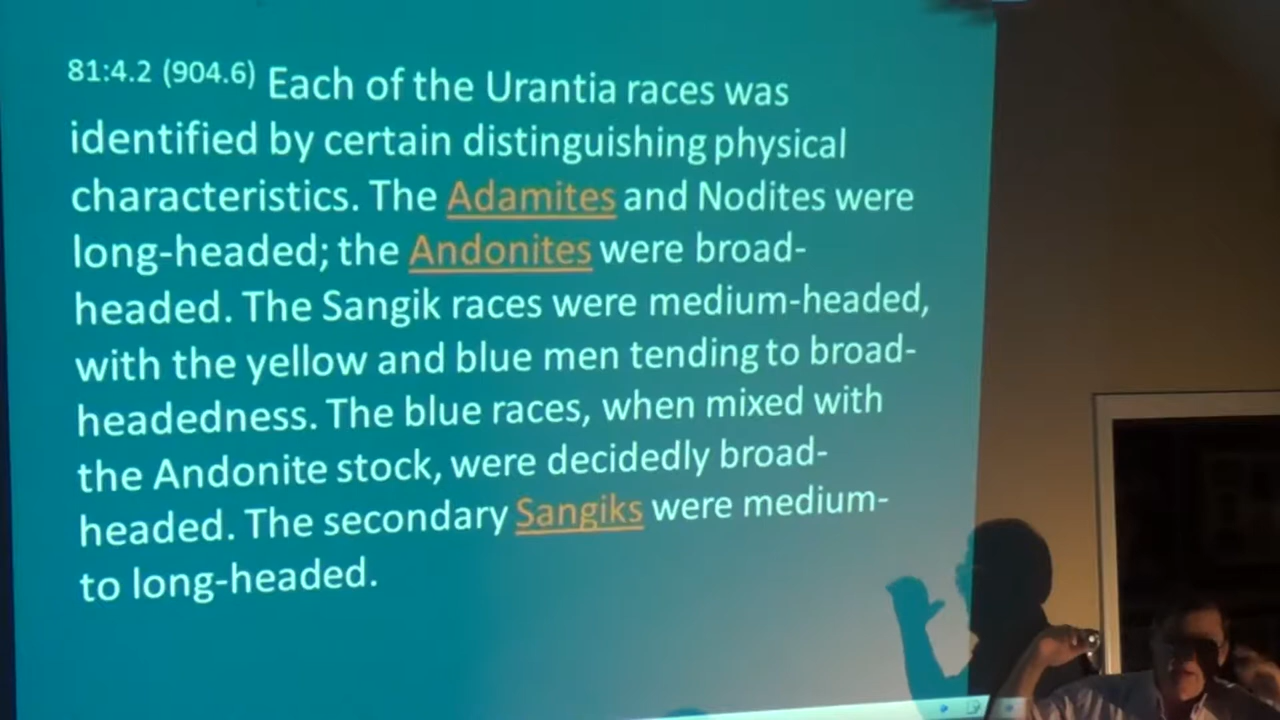 81:4.2 (904.6) Each of the Urantia races was
identified by certain distinguishing physical
characteristics. The Adamites and Nodites were
long-headed; the Andonites were broad-
headed. The Sangik races were medium-headed,
with the yellow and blue men tending to broad-
headedness. The blue races, when mixed with
the Andonite stock, were decidedly broad-
headed. The secondary Sangiks were medium-
to long-headed.